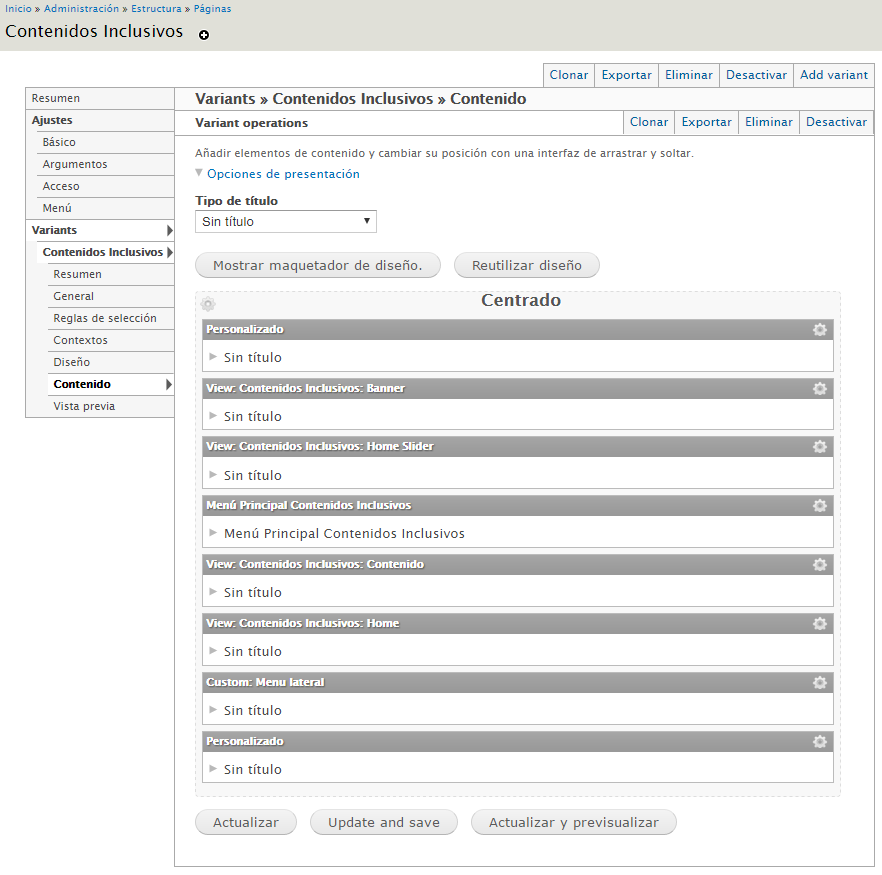 Inicio » Administración » Estructura » Páginas
Contenidos Inclusivos
Clonar Exportar Eliminar Desactivar Add variant
Resumen
Ajustes
Básico
Argumentos
Acceso
Menú
Variants
Contenidos Inclusivos
Resumen
General
Reglas de selección
Contextos
Diseño
Contenido
Vista previa
Variants » Contenidos Inclusivos » Contenido
Variant operations
Clonar Exportar Eliminar Desactivar
Añadir elementos de contenido y cambiar su posición con una interfaz de arrastrar y soltar.
Opciones de presentación
Tipo de título
Sin título
Mostrar maquetador de diseño. Reutilizar diseño
Centrado
Personalizado
Sin título
View: Contenidos Inclusivos: Banner
Sin título
View: Contenidos Inclusivos: Home Slider
Sin título
Menú Principal Contenidos Inclusivos
Menú Principal Contenidos Inclusivos
View: Contenidos Inclusivos: Contenido
Sin título
View: Contenidos Inclusivos: Home
Sin título
Custom: Menu lateral
Sin título
Personalizado
Sin título
Actualizar Update and save Actualizar y previsualizar